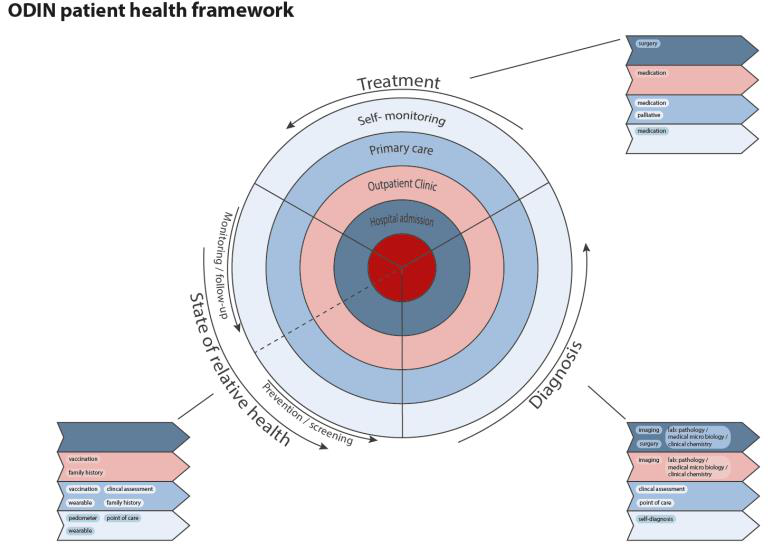 ODIN patient health framework
Treatment
Self- monitoring
Primary care
Outpatient Clinic
Hospital admission
Monitoring / follow-up
State of relative health
Prevention / screening
Diagnosis
surgery
medication
medication
palliative
medication
vaccination
family history
vaccination clincal assessment
wearable family history
pedometer point of care
wearable
imaging lab: pathology /
medical micro biology /
surgery clinical chemistry
imaging lab: pathology /
medical micro biology /
clinical chemistry
clincal assessment
point of care
self-diagnosis